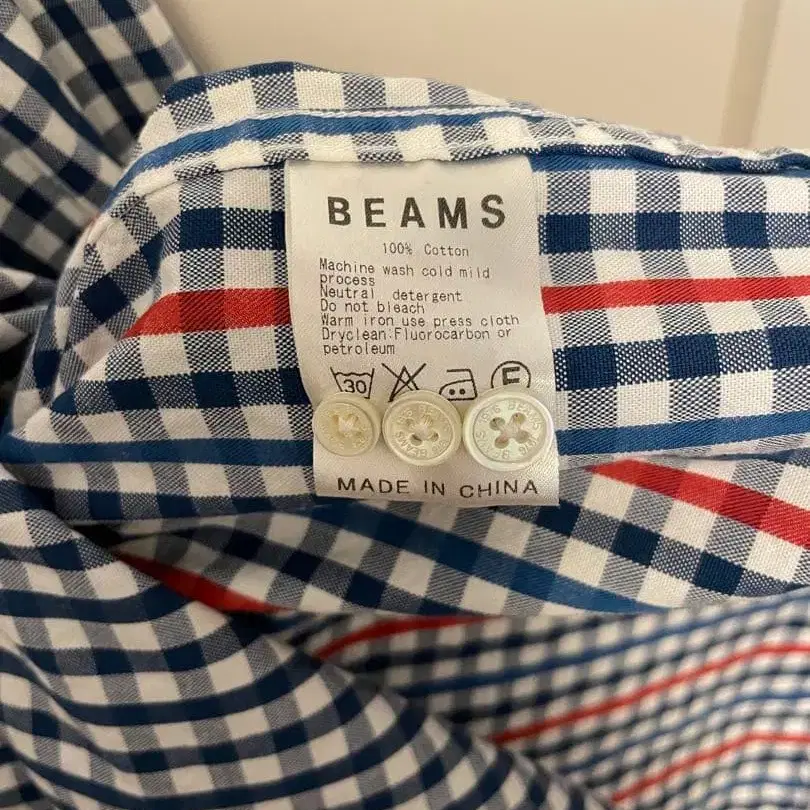 BEAMS
100% Cotton
Machine wash cold mild
process
Neutral detergent
Do not bleach
Warm iron use press cloth
Dryclean:Fluorocarbon or
petroleum
30 F
BEAMS
MADE IN CHINA